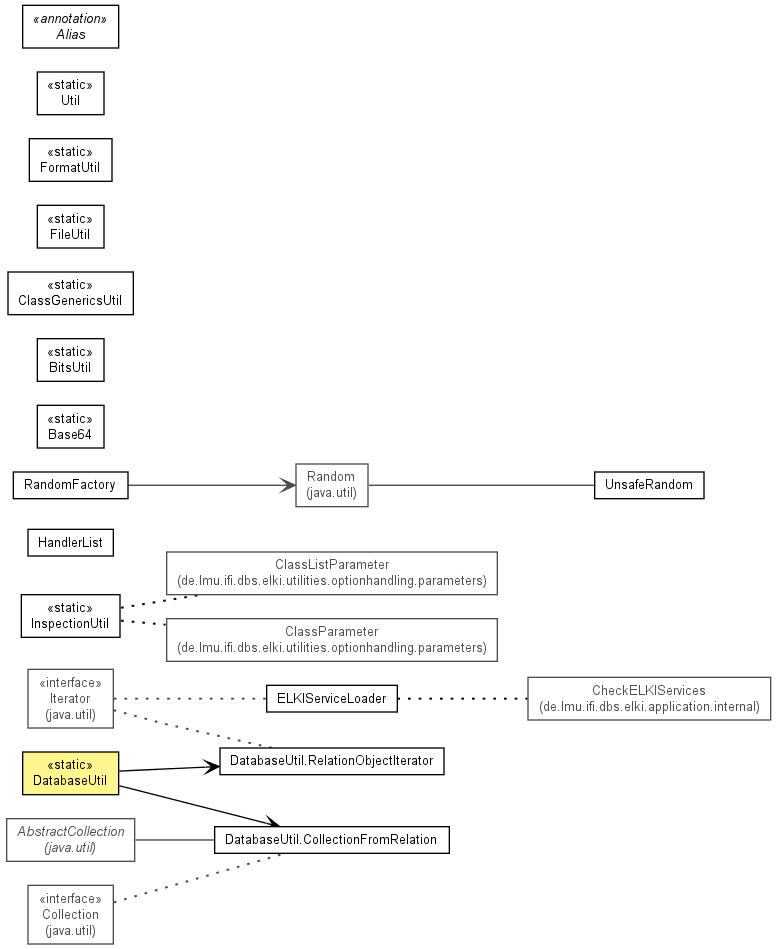 «annotation»
Alias
«static»
Util
«static»
FormatUtil
«static»
FileUtil
«static»
ClassGenericsUtil
«static»
BitsUtil
«static»
Base64
RandomFactory
Random
(java.util)
UnsafeRandom
HandlerList
ClassListParameter
(de.lmu.ifi.dbs.elki.utilities.optionhandling.parameters)
«static»
InspectionUtil
ClassParameter
(de.lmu.ifi.dbs.elki.utilities.optionhandling.parameters)
«interface»
Iterator
(java.util)
ELKIServiceLoader
CheckELKIServices
(de.lmu.ifi.dbs.elki.application.internal)
«static»
DatabaseUtil
DatabaseUtil.RelationObjectIterator
AbstractCollection
(java.util)
DatabaseUtil.CollectionFromRelation
«interface»
Collection
(java.util)